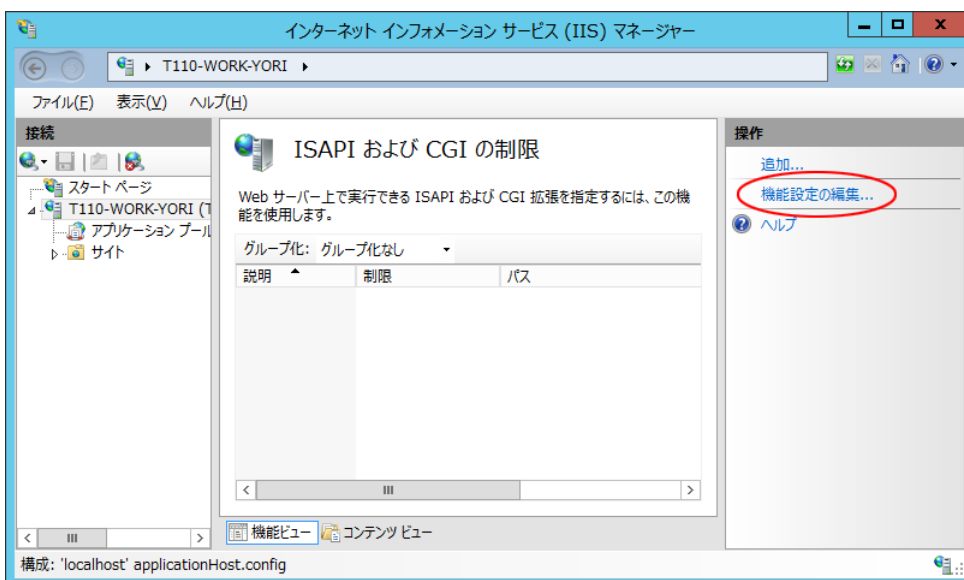 インターネット インフォメーション サービス (IIS) マネージャー
T110-WORK-YORI
ファイル(F) 表示(V) ヘルプ(H)
接続
スタート ページ
T110-WORK-YORI (T
アプリケーション プール
サイト
ISAPI および CGI の制限
Web サーバー上で実行できる ISAPI および CGI 拡張を指定するには、この機
能を使用します。
グループ化: グループ化なし
説明 制限 パス
機能ビュー コンテンツ ビュー
操作
追加...
機能設定の編集...
ヘルプ
構成: 'localhost' applicationHost.config